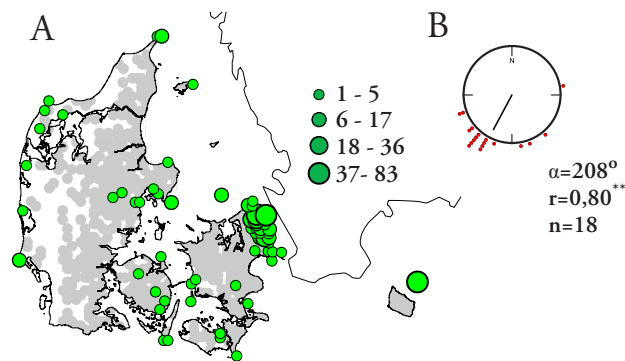 A
B
1 - 5
6 - 17
18 - 36
37- 83
N
α=208°
r=0,80**
n=18